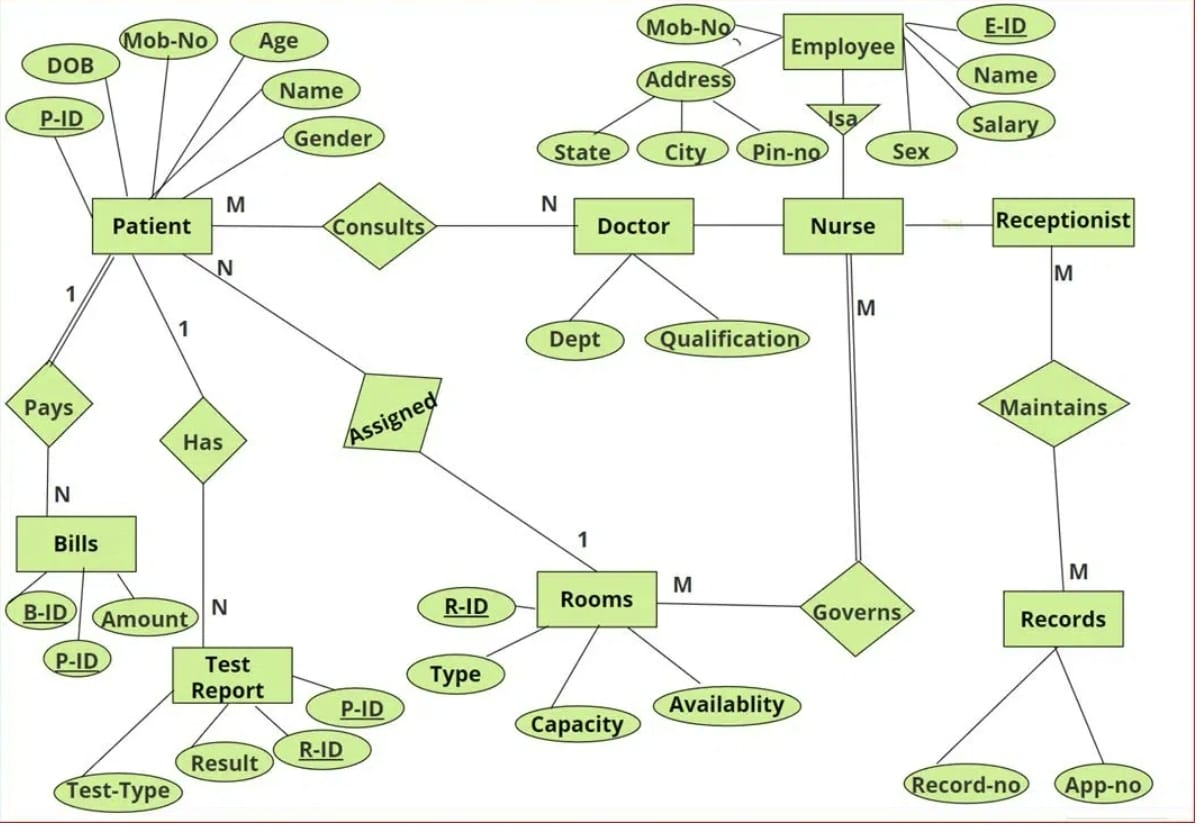 Mob-No
Age
DOB
Name
P-ID
Gender
Mob-No
Employee
E-ID
Address
Name
Isa
Salary
State
City
Pin-no
Sex
Patient
M
Consults
N
Doctor
Nurse
Receptionist
1
1
N
Dept
Qualification
M
M
Pays
Has
Assigned
Maintains
N
Bills
B-ID
Amount
P-ID
N
1
Rooms
M
Governs
M
Records
R-ID
Type
Capacity
Availablity
Test
Report
P-ID
R-ID
Result
Test-Type
Record-no
App-no